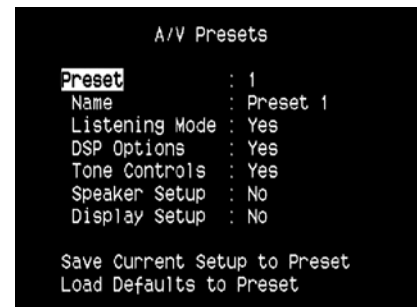 A/V Presets
Preset : 1
Name : Preset 1
Listening Mode : Yes
DSP Options : Yes
Tone Controls : Yes
Speaker Setup : No
Display Setup : No
Save Current Setup to Preset
Load Defaults to Preset